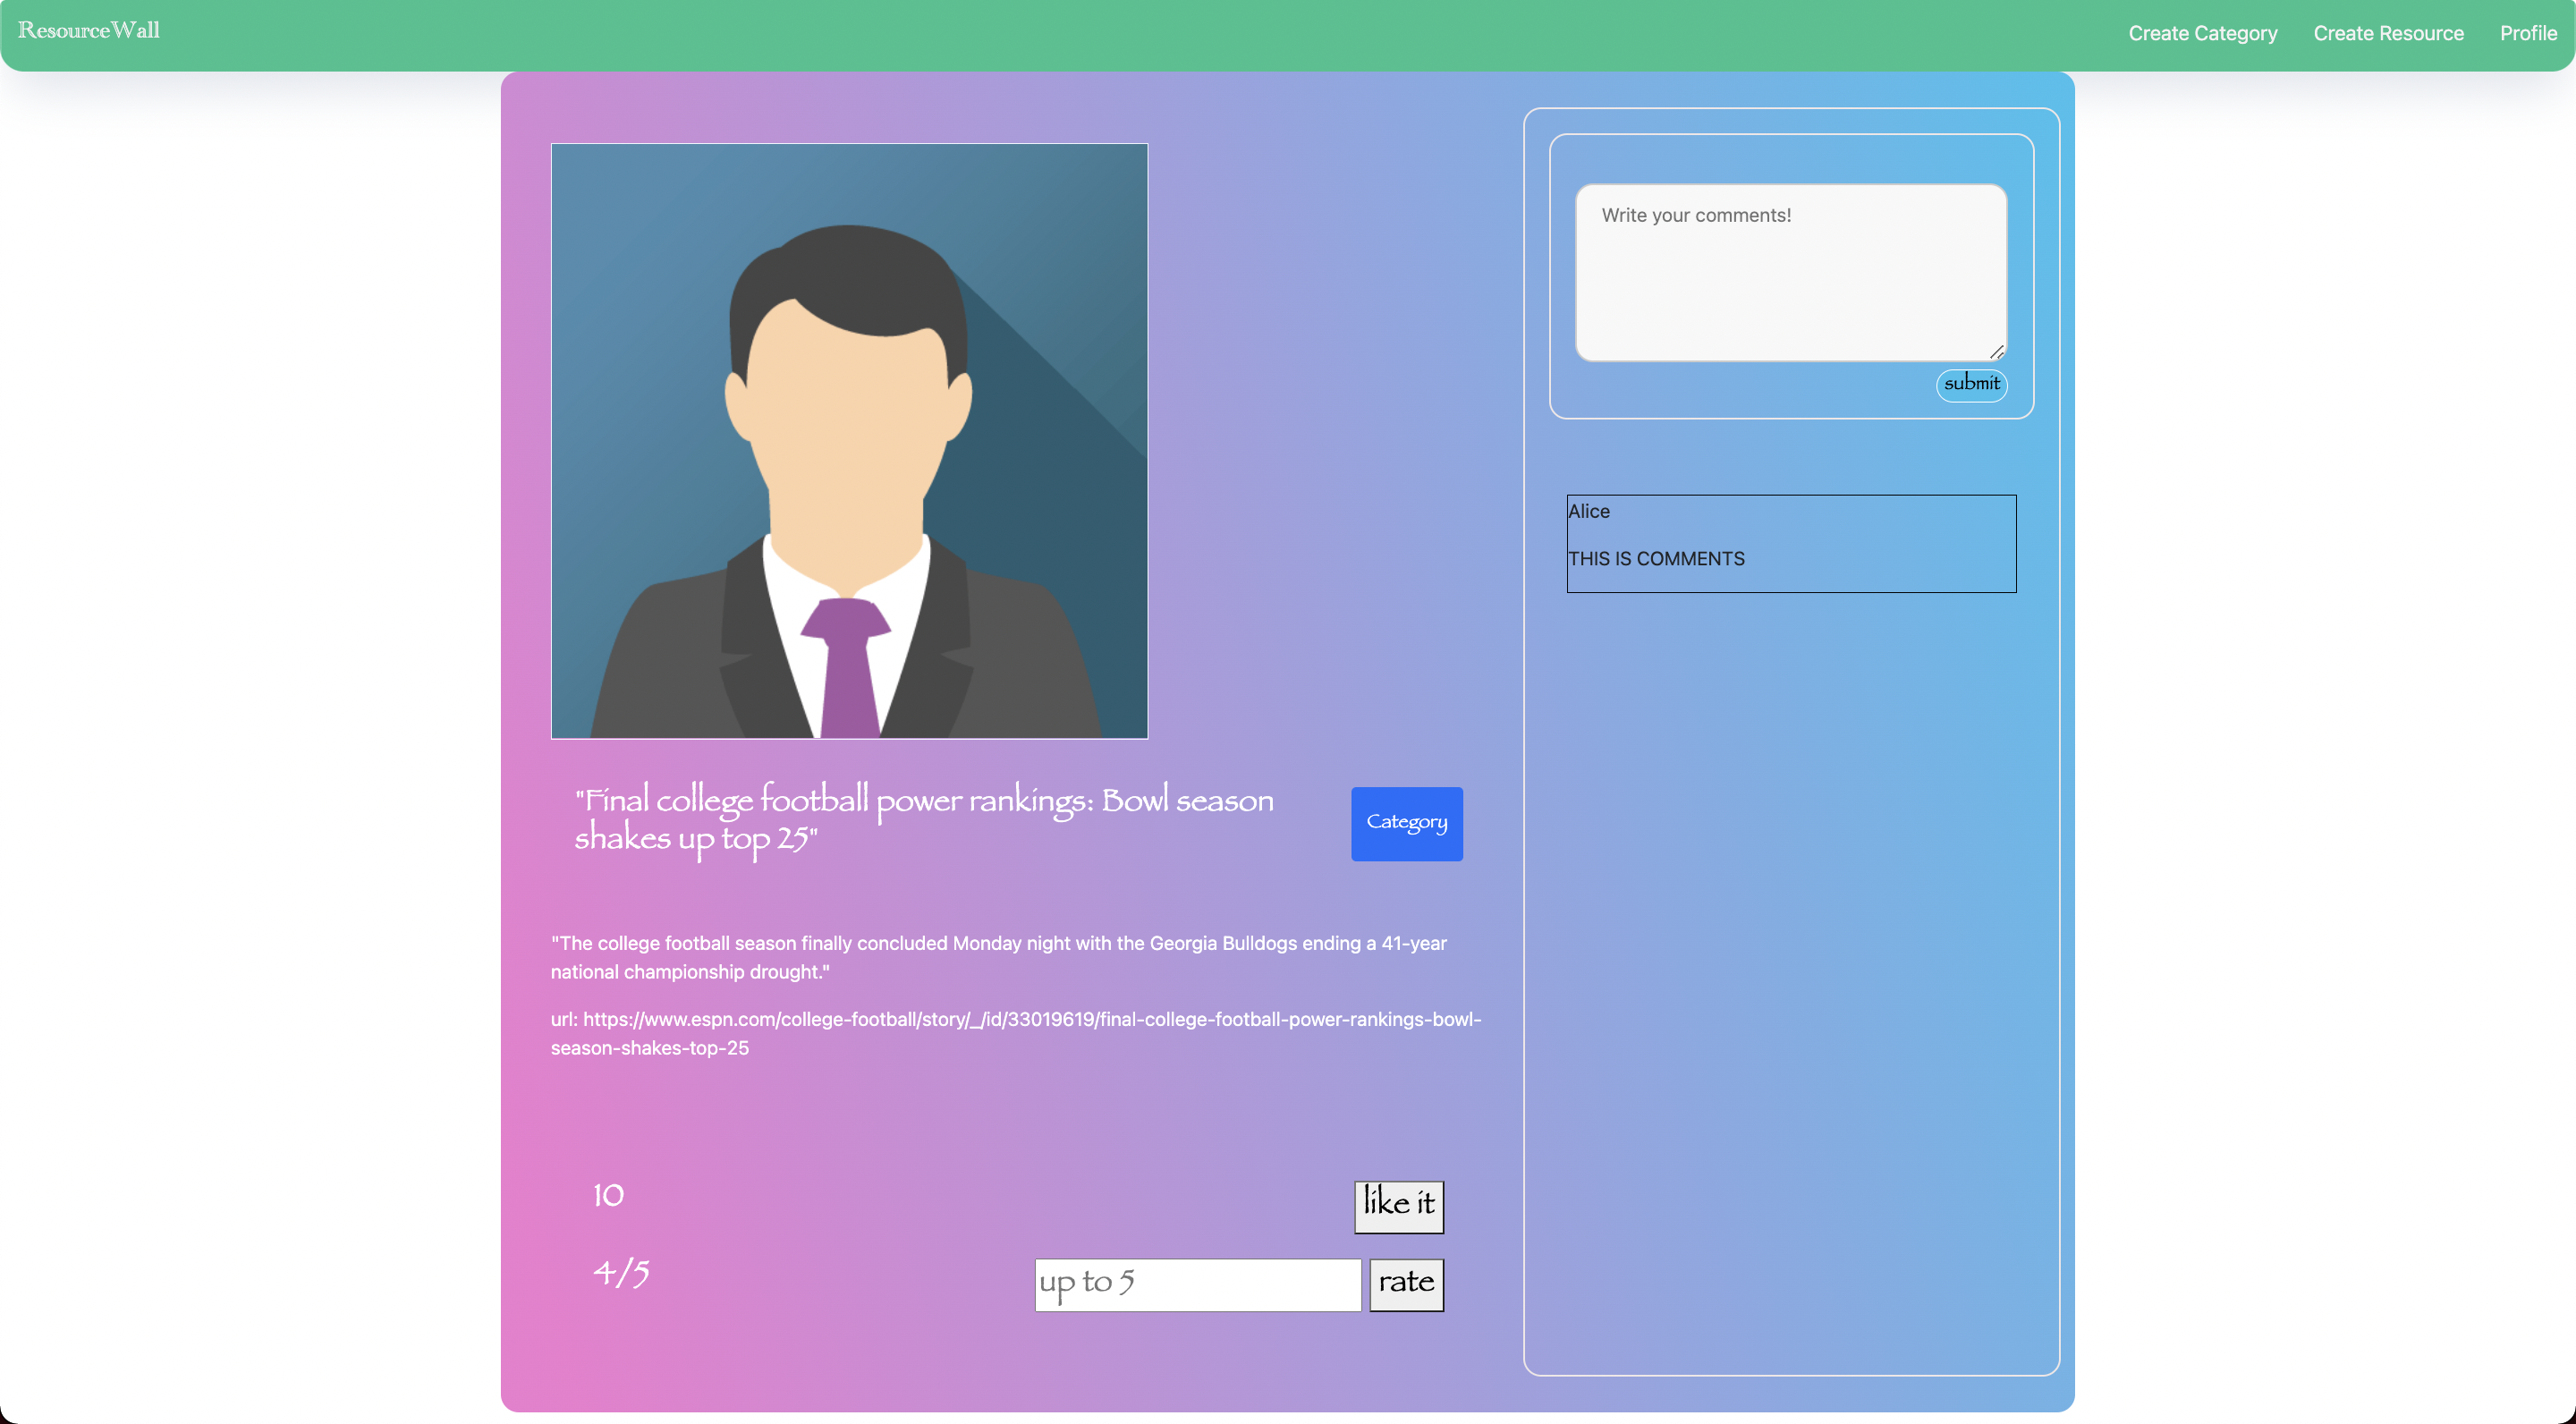 ResourceWall
Create Category
Create Resource
Profile
"Final college football power rankings: Bowl season
shakes up top 25"
Category
"The college football season finally concluded Monday night with the Georgia Bulldogs ending a 41-year
national championship drought."
url: https://www.espn.com/college-football/story/_/id/33019619/final-college-football-power-rankings-bowl-
season-shakes-top-25
10
like it
4/5
up to 5
rate
Write your comments!
submit
Alice
THIS IS COMMENTS